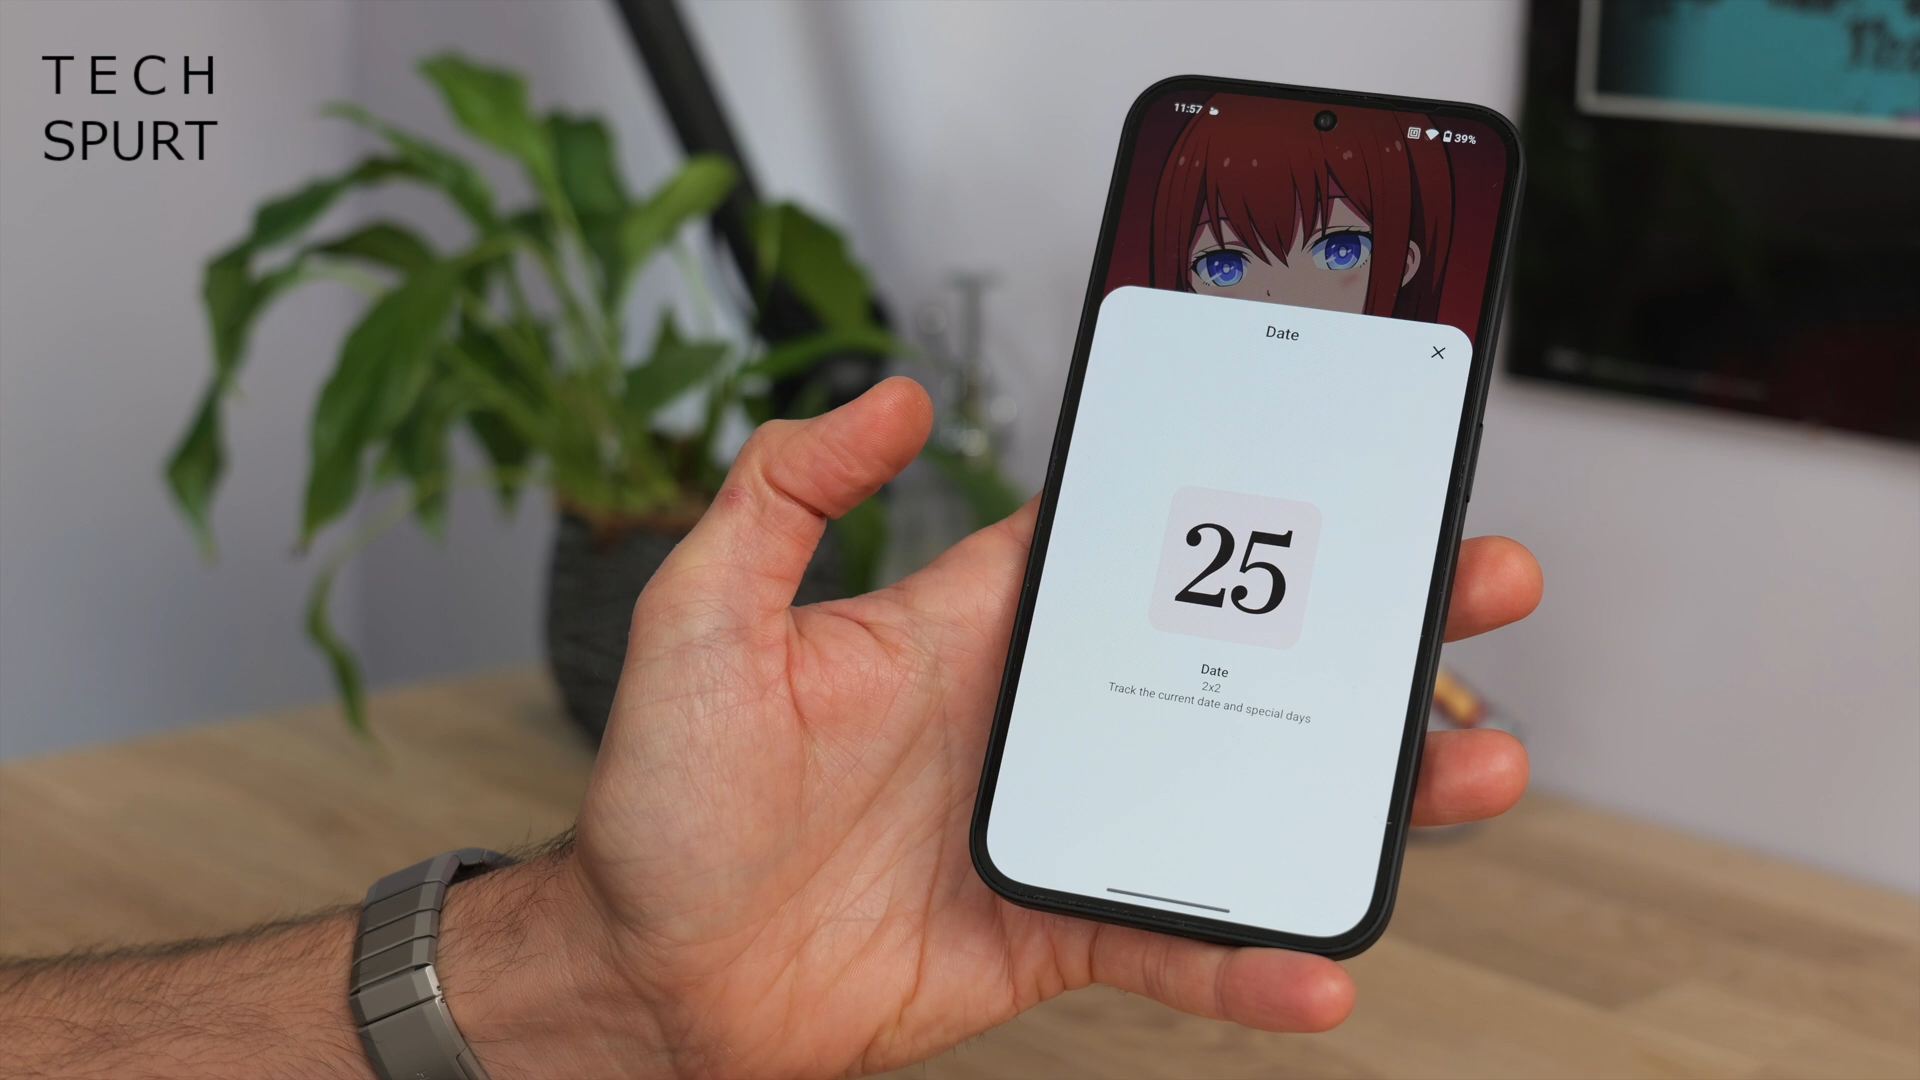 TECH
SPURT
11:57
39%
Date
25
Date
2x2
Track the current date and special days